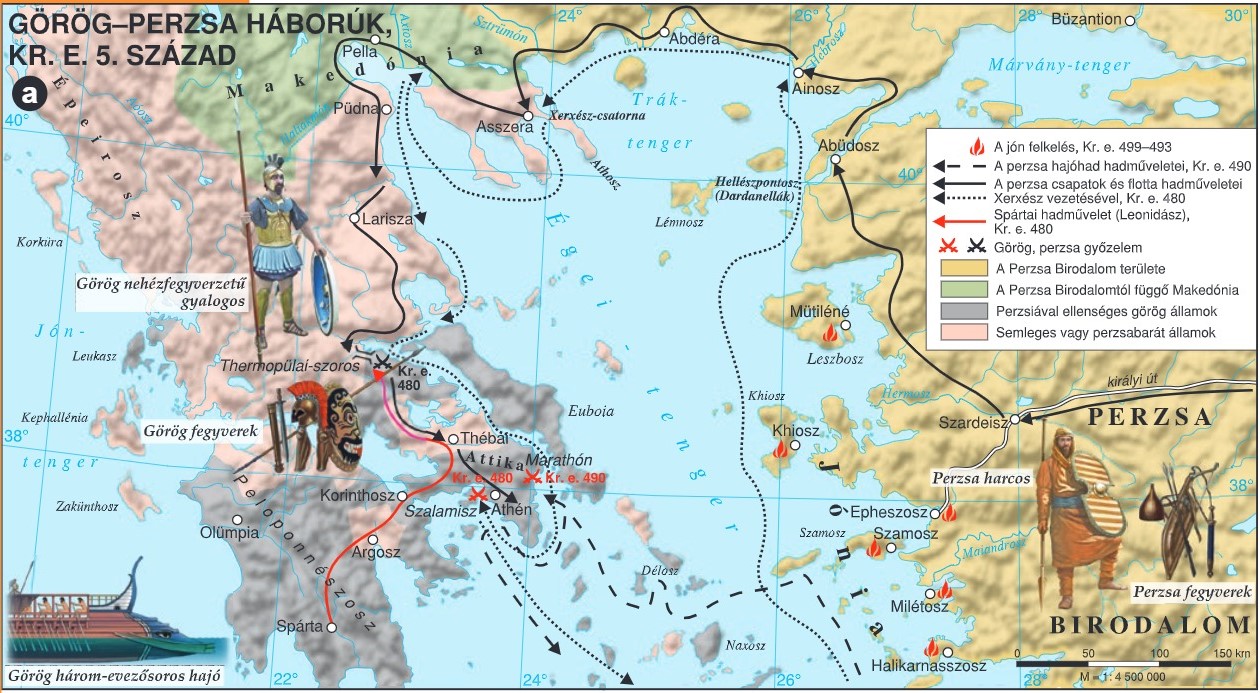 GÖRÖG–PERZSA HÁBORÚK,
KR. E. 5. SZÁZAD
a
24°
26°
28°
30°
Büzantion
Sztrümón
Abdéra
Pella
Makedónia
Hebrosz
Márvány-tenger
Ainosz
Épeirosz
Püdna
Haliakmón
Trák-
tenger
Asszera
Xerxész-csatorna
40°
Athosz
Abüdosz
40°
Hellészpontosz
(Dardanellák)
Lémnosz
Larisza
Korküra
Égei-tenger
A jón felkelés, Kr. e. 499–493
A perzsa hajóhad hadműveletei, Kr. e. 490
A perzsa csapatok és flotta hadműveletei
Xerxész vezetésével, Kr. e. 480
Spártai hadművelet (Leonidász),
Kr. e. 480
Görög, perzsa győzelem
A Perzsa Birodalom területe
A Perzsa Birodalomtól függő Makedónia
Perzsiával ellenséges görög államok
Semleges vagy perzsabarát államok
Görög nehézfegyverzetű
gyalogos
Jón-
tenger
Leukasz
Mütiléné
Leszbosz
Thermopülai-szoros
Kr. e.
480
Khiosz
Hermosz
királyi út
Kephallénia
Euboia
Szardeisz
PERZSA
38°
Görög fegyverek
Thébai
Khiosz
Attika
Marathón
Kr. e. 480
Kr. e. 490
Perzsa harcos
38°
Zakünthosz
Peloponnészosz
Korinthosz
Szalamisz
Athén
Jónia
Epheszosz
Olümpia
Szamosz
Szamosz
Argosz
Maiandrosz
Délosz
Milétosz
Perzsa fegyverek
Spárta
BIRODALOM
Naxosz
Halikarnasszosz
Görög három-evezősoros hajó
0
50
100
150 km
M = 1: 4 500 000
22°
24°
26°
28°